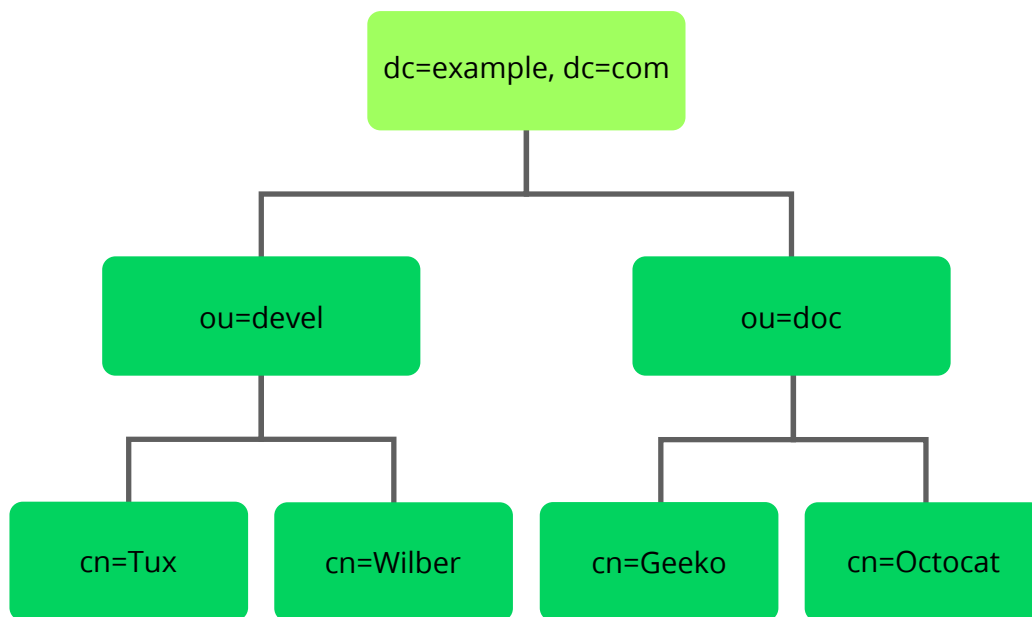 dc=example, dc=com
ou=devel
ou=doc
cn=Tux
cn=Wilber
cn=Geeko
cn=Octocat